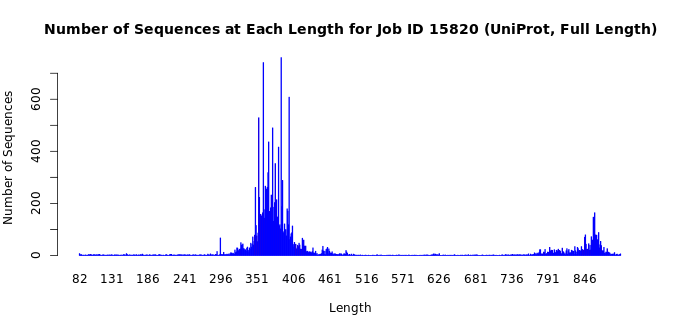 Number of Sequences at Each Length for Job ID 15820 (UniProt, Full Length)
Number of Sequences
600
400
200
0
82 131 186 241 296 351 406 461 516 571 626 681 736 791 846
Length